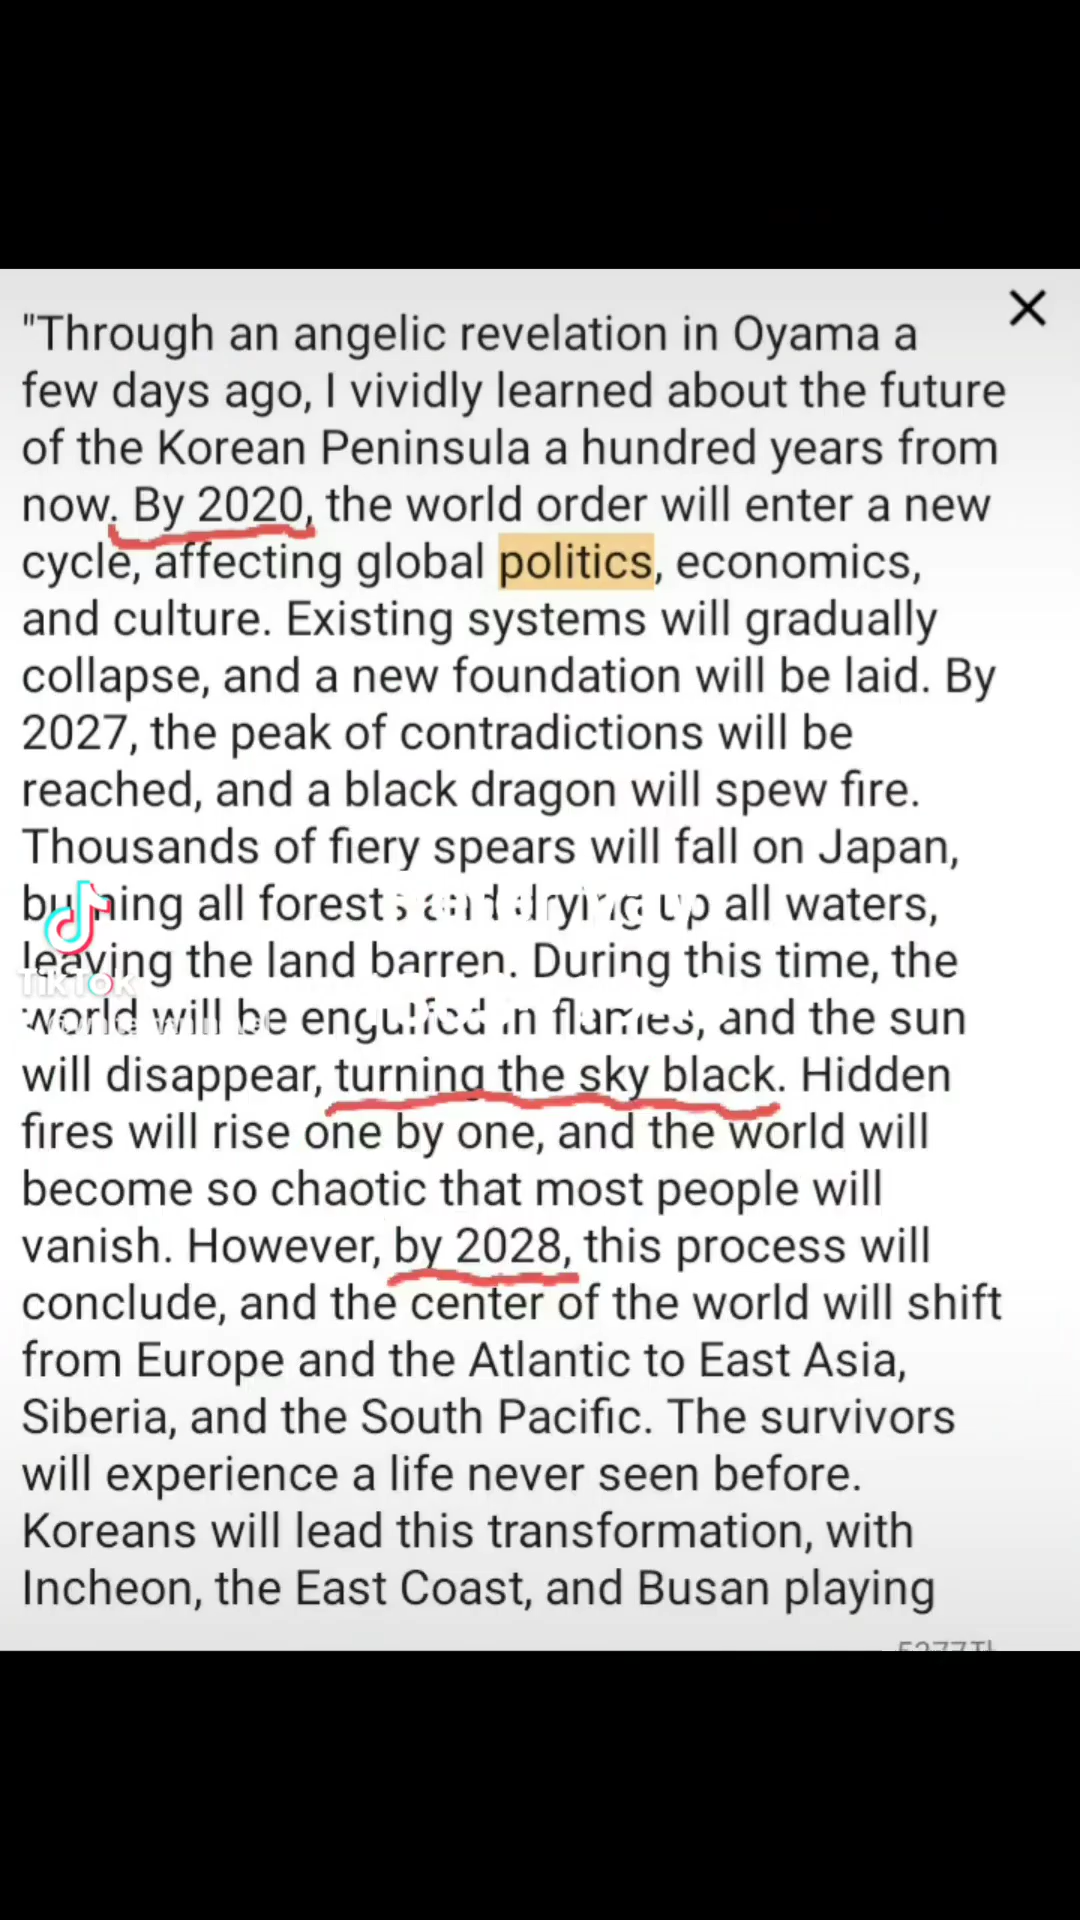 "Through an angelic revelation in Oyama a
few days ago, I vividly learned about the future
of the Korean Peninsula a hundred years from
now. By 2020, the world order will enter a new
cycle, affecting global politics, economics,
and culture. Existing systems will gradually
collapse, and a new foundation will be laid. By
2027, the peak of contradictions will be
reached, and a black dragon will spew fire.
Thousands of fiery spears will fall on Japan,
burning all forests and drying up all waters,
leaving the land barren. During this time, the
TikTok
world will be engulfed in flames, and the sun
will disappear, turning the sky black. Hidden
fires will rise one by one, and the world will
become so chaotic that most people will
vanish. However, by 2028, this process will
conclude, and the center of the world will shift
from Europe and the Atlantic to East Asia,
Siberia, and the South Pacific. The survivors
will experience a life never seen before.
Koreans will lead this transformation, with
Incheon, the East Coast, and Busan playing